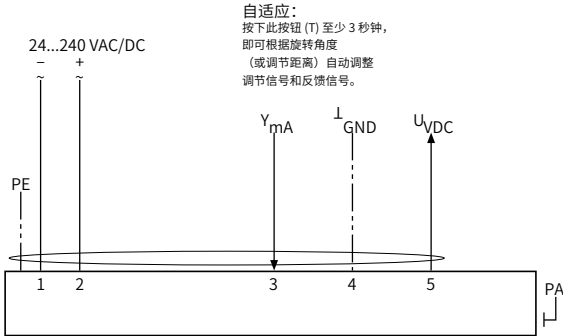 自适应：
按下此按钮 (T) 至少 3 秒钟，
即可根据旋转角度
（或调节距离）自动调整
调节信号和反馈信号。
24...240 VAC/DC
− +
~ ~
YmA
⊥GND
UVDC
PE
1 2 3 4 5
PA